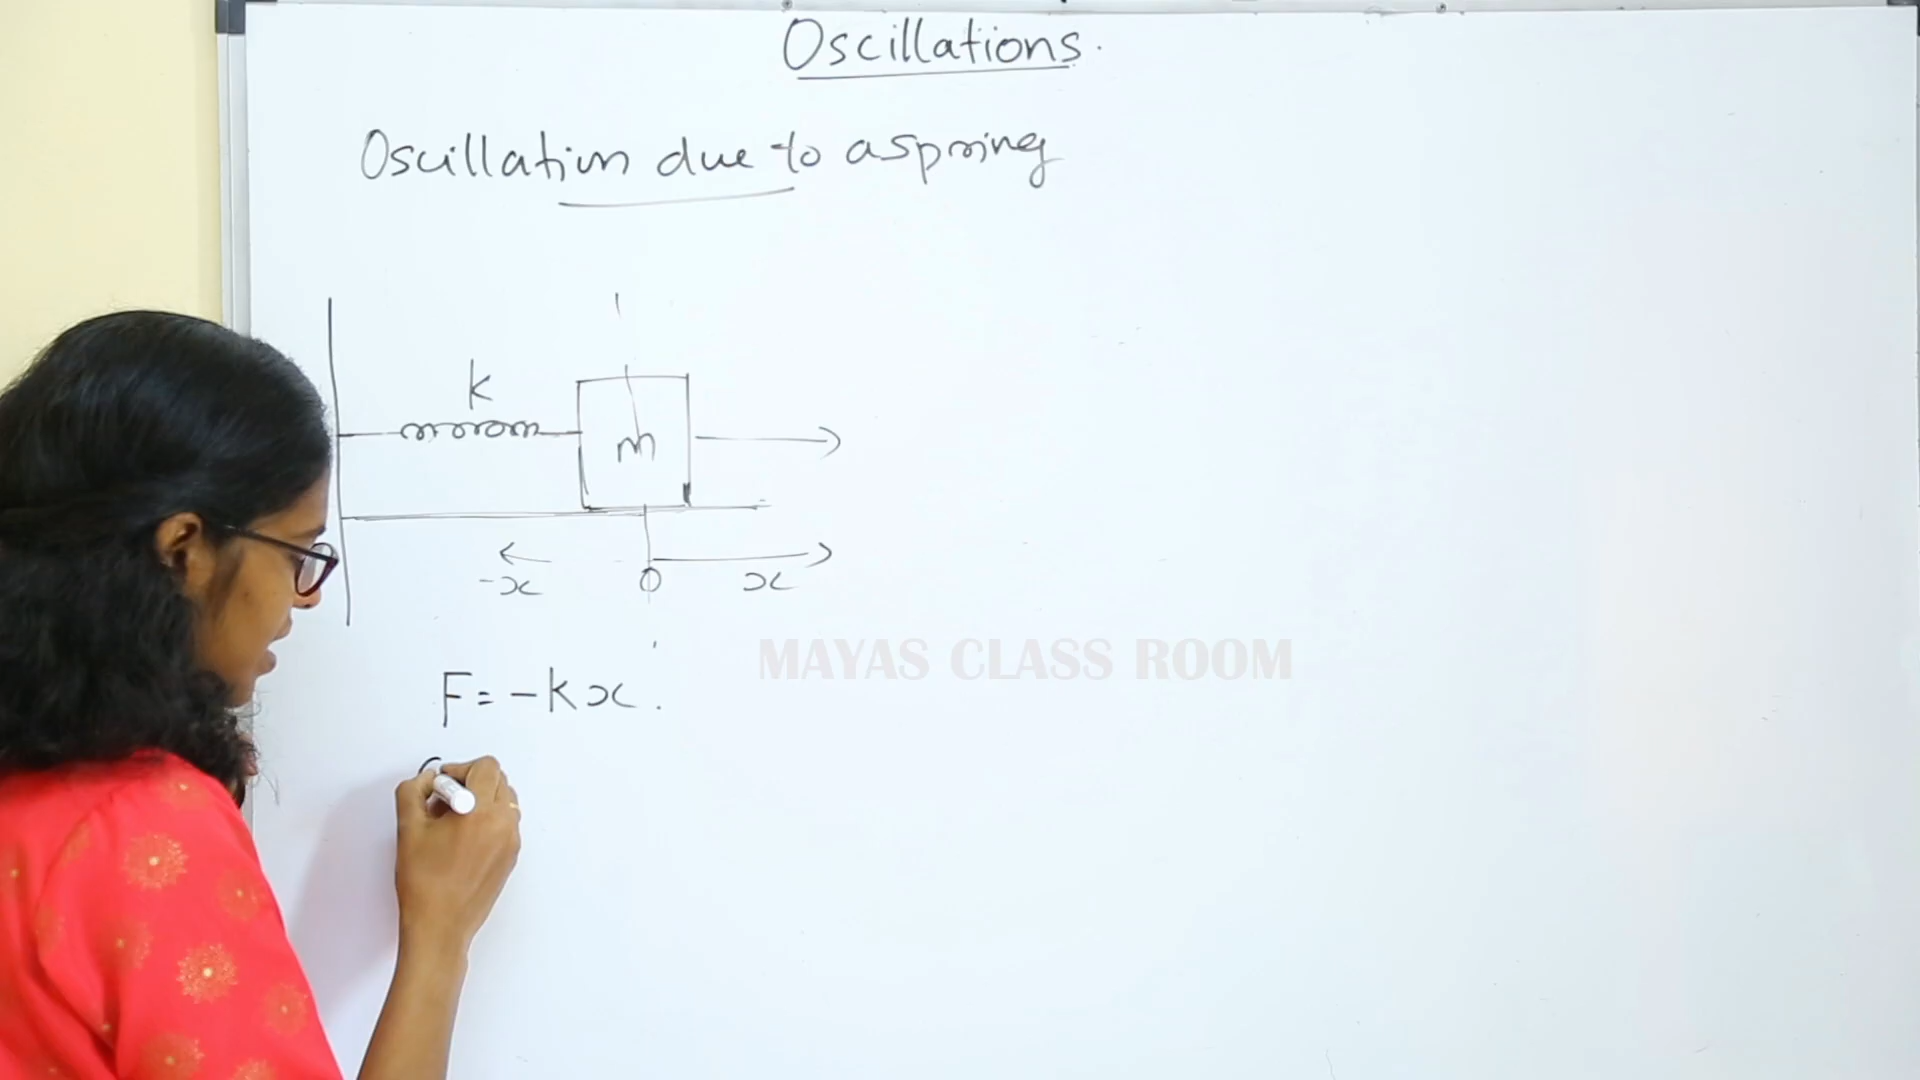 Oscillations.
Oscillation due to a spring
k
m
-x
0
x
MAYAS CLASS ROOM
F = -kx.